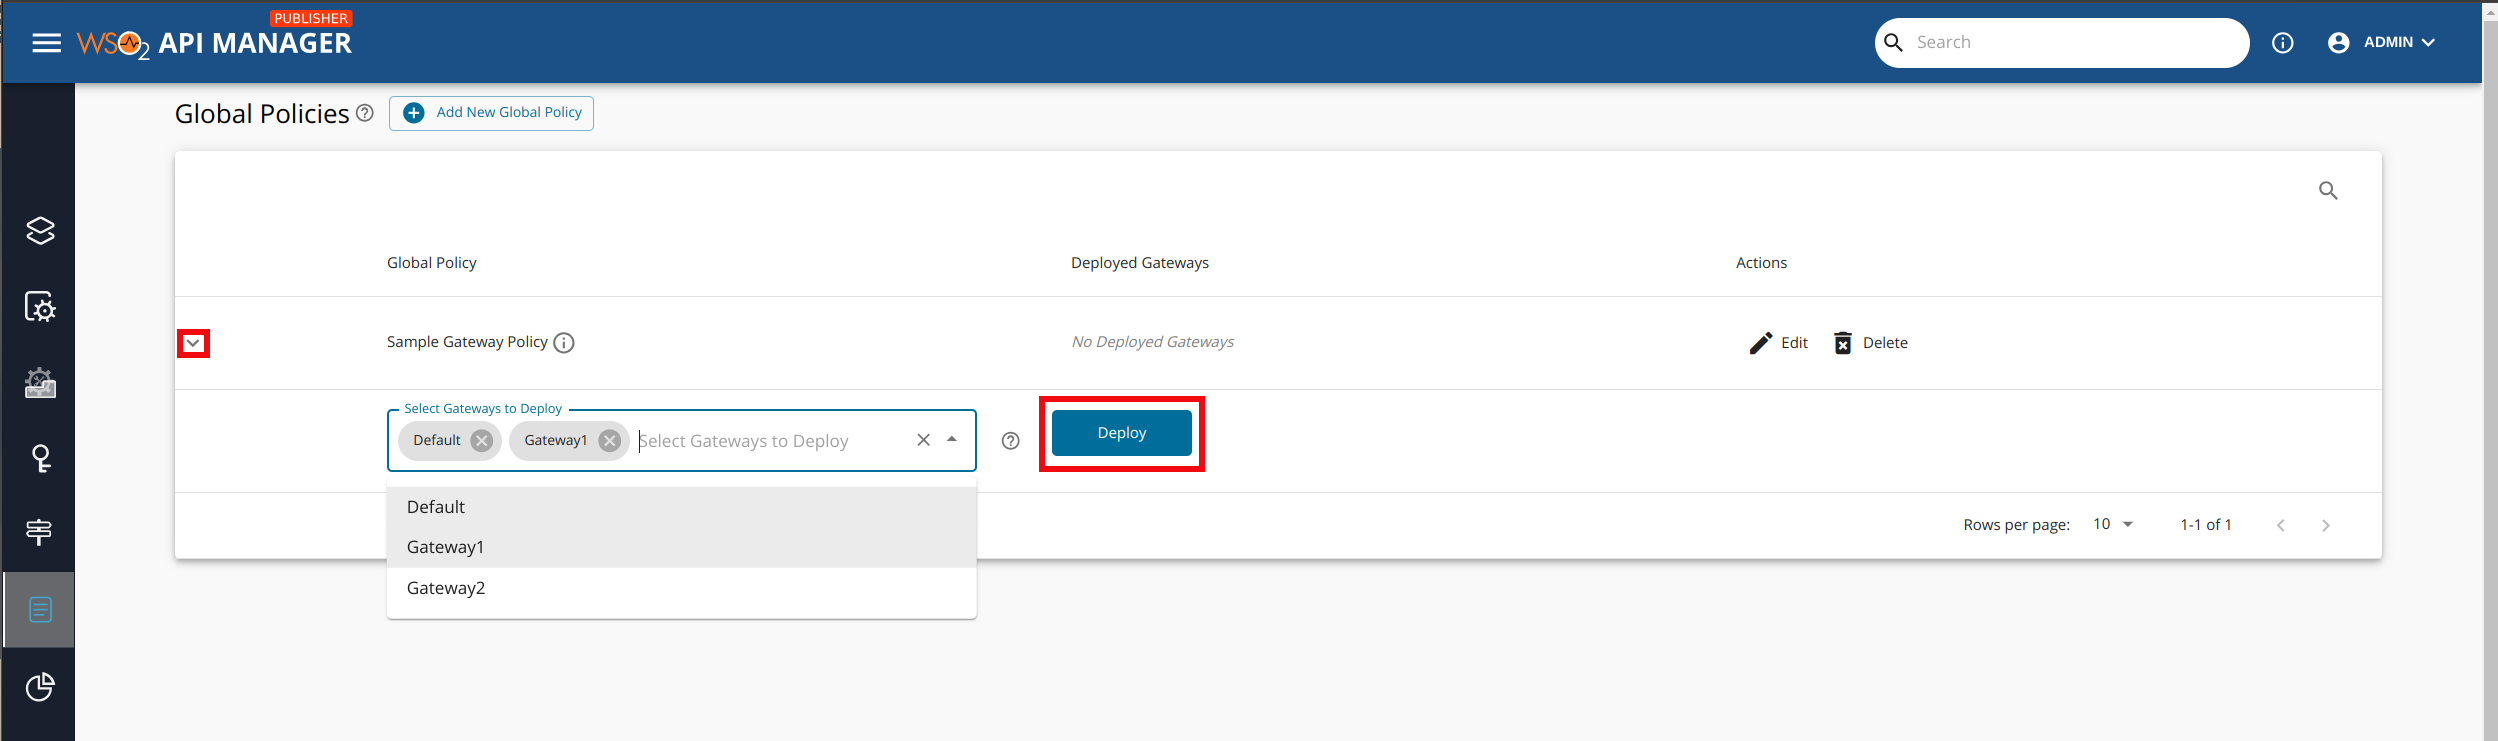 PUBLISHER
WSO2 API MANAGER
Search
ADMIN
Global Policies
Add New Global Policy
Global Policy Deployed Gateways Actions
Sample Gateway Policy No Deployed Gateways Edit Delete
Select Gateways to Deploy
Default Gateway1 Select Gateways to Deploy Deploy
Default
Gateway1
Gateway2
Rows per page: 10 1-1 of 1